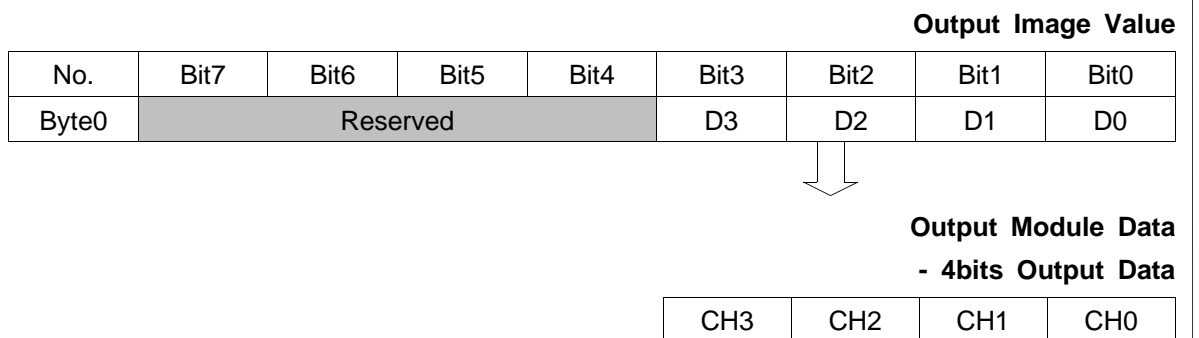 Output Image Value
No. Bit7 Bit6 Bit5 Bit4 Bit3 Bit2 Bit1 Bit0
Byte0 Reserved D3 D2 D1 D0
Output Module Data
- 4bits Output Data
CH3 CH2 CH1 CH0